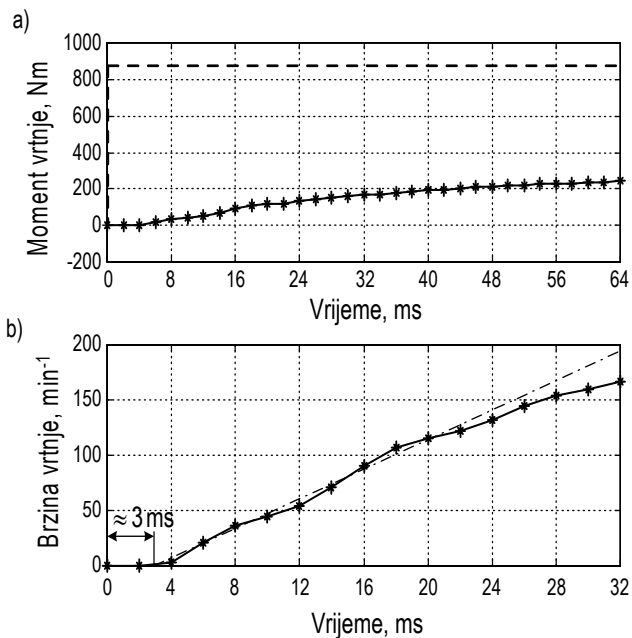 a)
Moment vrtnje, Nm
1000
800
600
400
200
0
-200
0 8 16 24 32 40 48 56 64
Vrijeme, ms
b)
Brzina vrtnje, min-1
200
150
100
50
0
≈ 3 ms
0 4 8 12 16 20 24 28 32
Vrijeme, ms